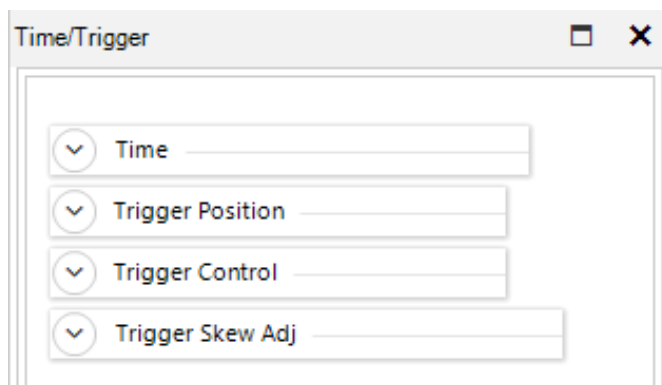 Time/Trigger
Time
Trigger Position
Trigger Control
Trigger Skew Adj